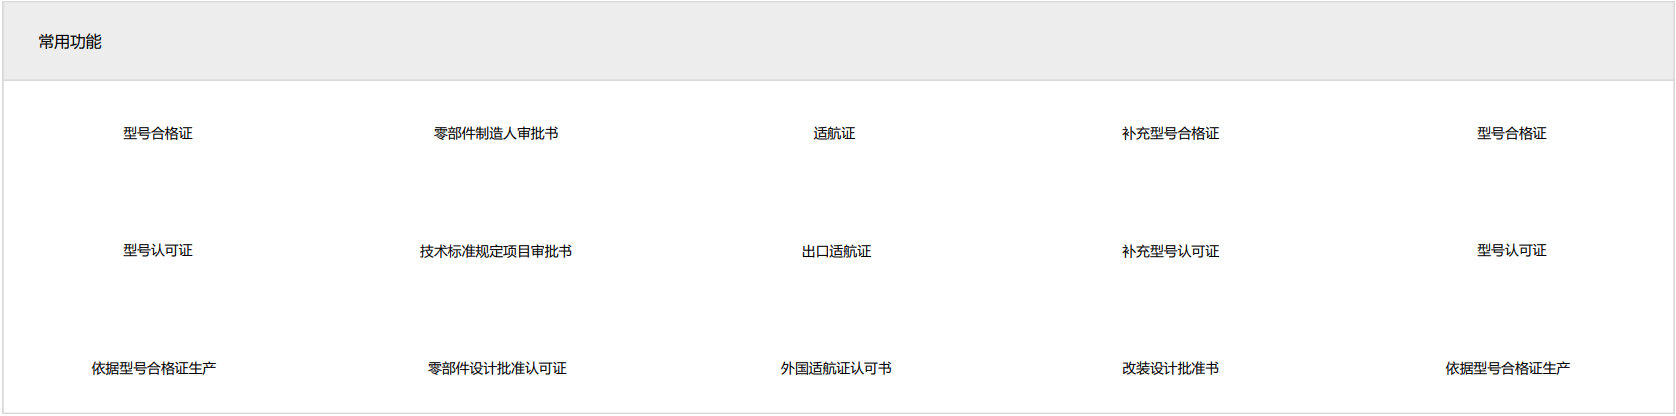 常用功能
型号合格证 零部件制造人审批书 适航证 补充型号合格证 型号合格证
型号认可证 技术标准规定项目审批书 出口适航证 补充型号认可证 型号认可证
依据型号合格证生产 零部件设计批准认可证 外国适航证认可书 改装设计批准书 依据型号合格证生产